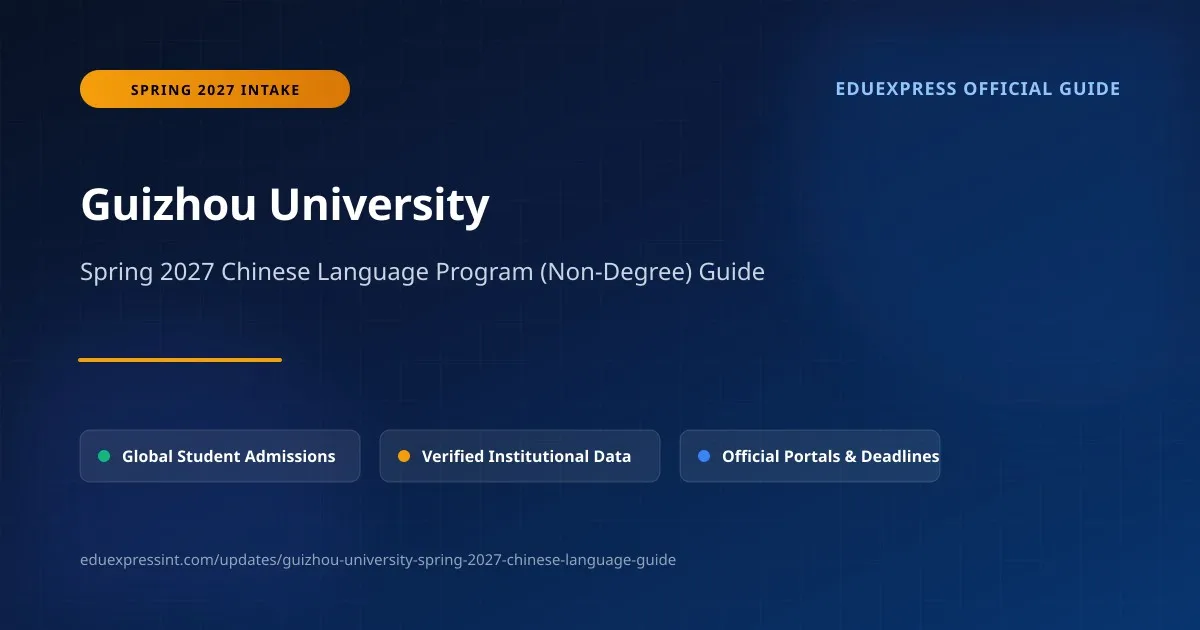 SPRING 2027 INTAKE
EDUEXPRESS OFFICIAL GUIDE
Guizhou University
Spring 2027 Chinese Language Program (Non-Degree) Guide
Global Student Admissions
Verified Institutional Data
Official Portals & Deadlines
eduexpressint.com/updates/guizhou-university-spring-2027-chinese-language-guide